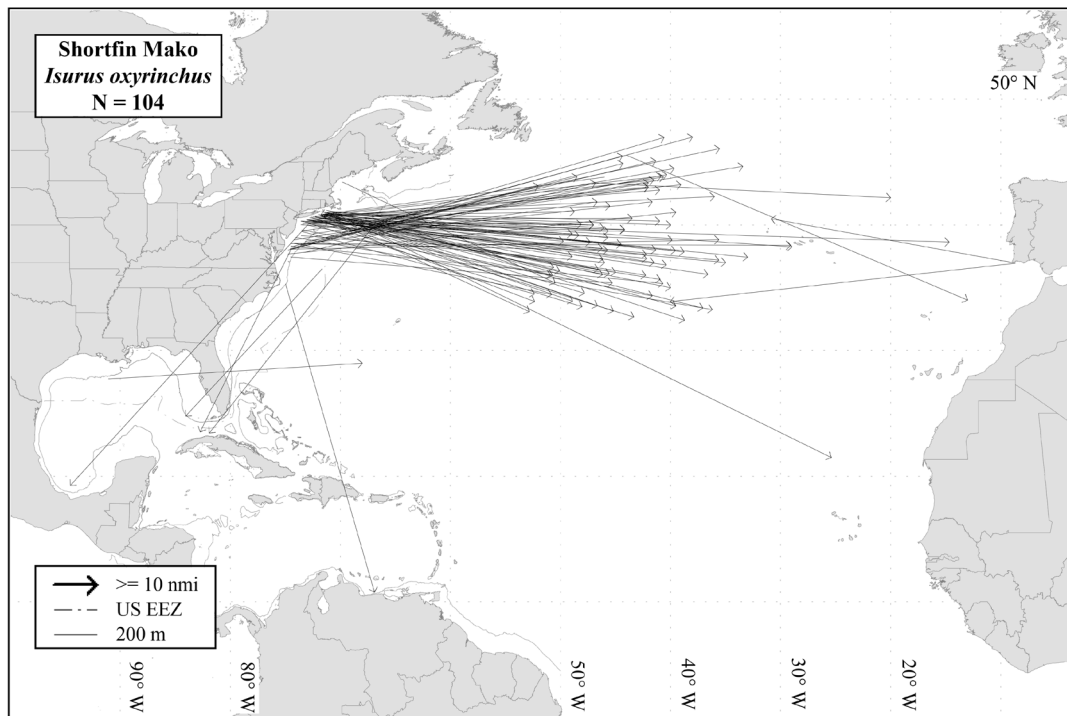 Shortfin Mako
Isurus oxyrinchus
N = 104
50° N
>= 10 nmi
US EEZ
200 m
90° W
80° W
50° W
40° W
30° W
20° W